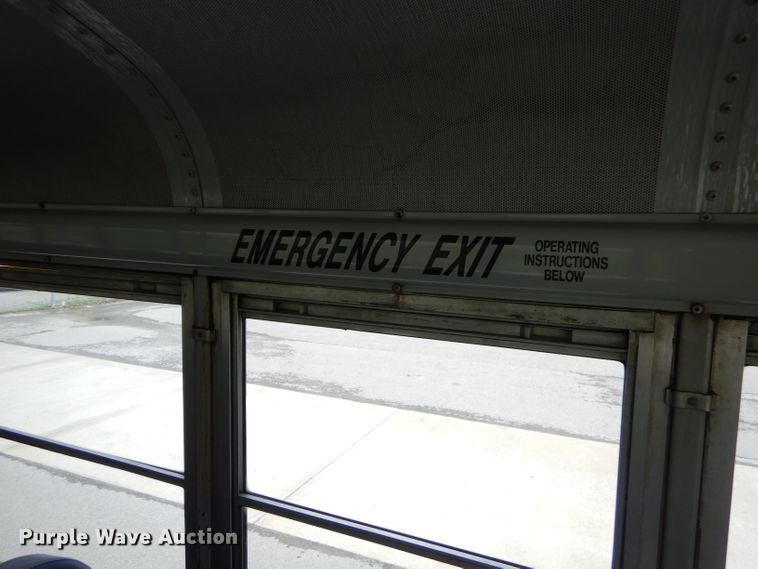 EMERGENCY EXIT
OPERATING
INSTRUCTIONS
BELOW
Purple Wave Auction